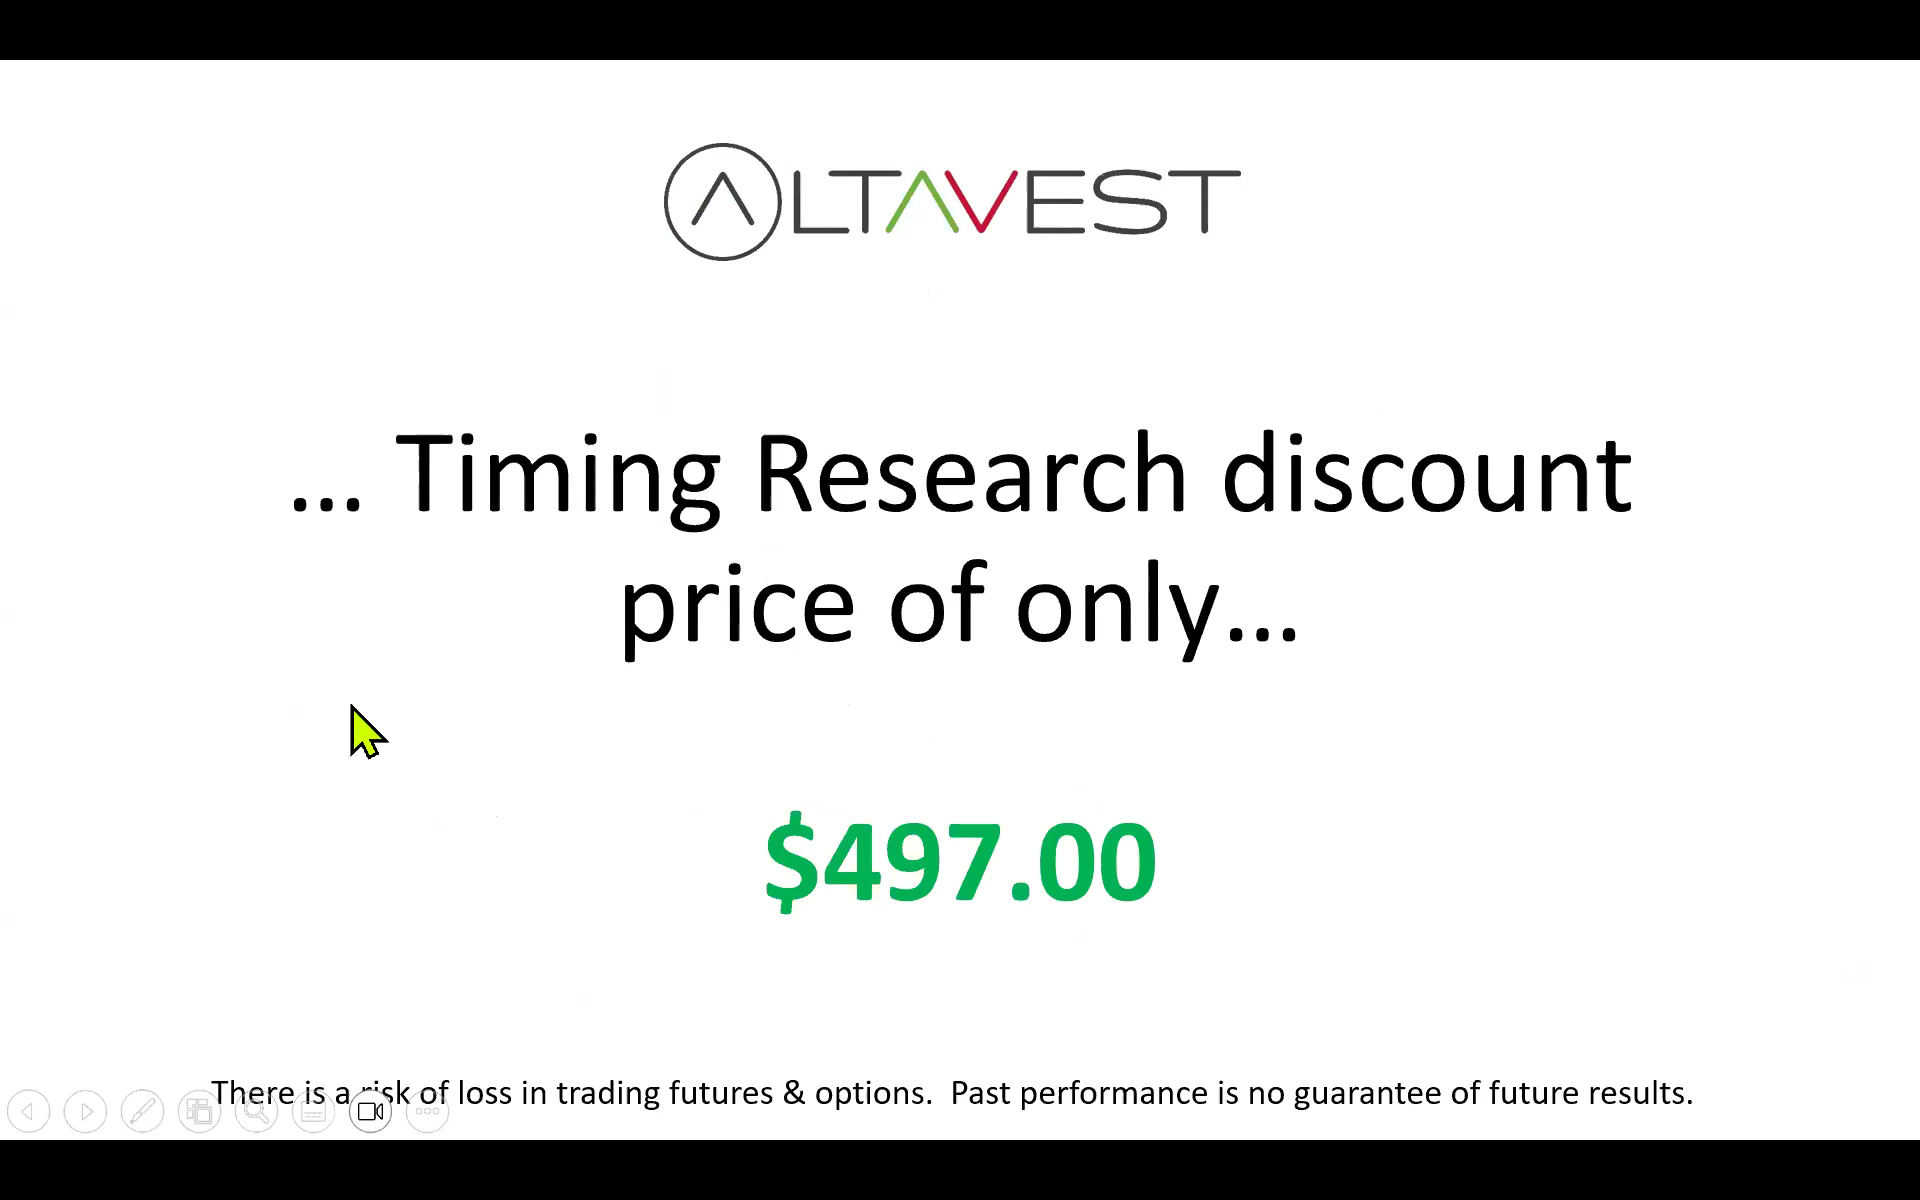 ALTAVEST
... Timing Research discount
price of only...
$497.00
There is a risk of loss in trading futures & options.  Past performance is no guarantee of future results.